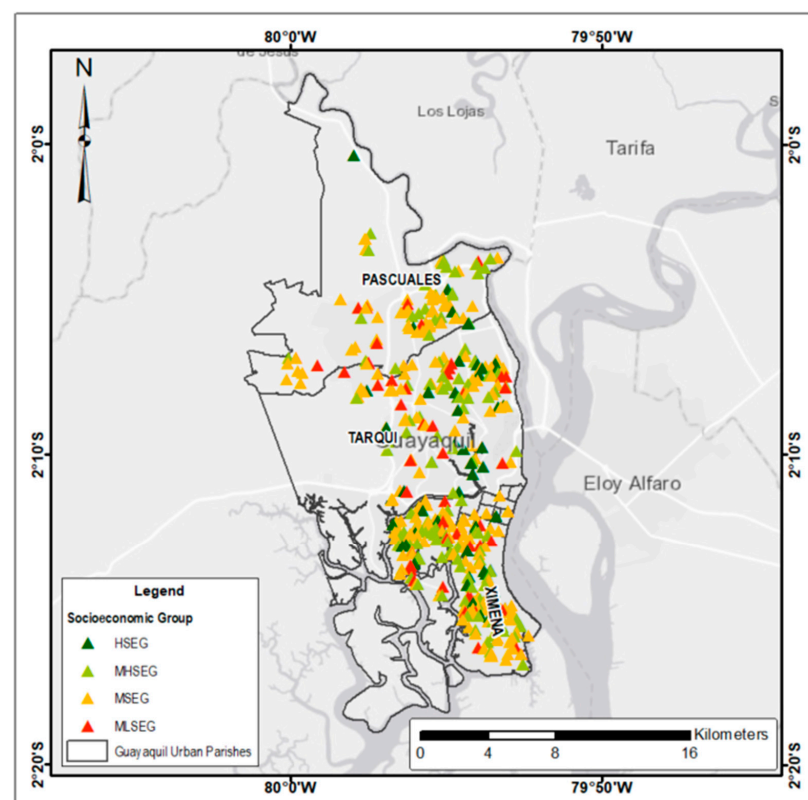 80°0'W 79°50'W
de Jesús
N
Los Lojas
S
2°0'S 2°0'S
Tarifa
PASCUALES
TARQUI
Guayaquil
2°10'S 2°10'S
Eloy Alfaro
XIMENA
Legend
Socioeconomic Group
HSEG
MHSEG
MSEG
MLSEG
Guayaquil Urban Parishes
Kilometers
0 4 8 16
2°20'S 2°20'S
80°0'W 79°50'W